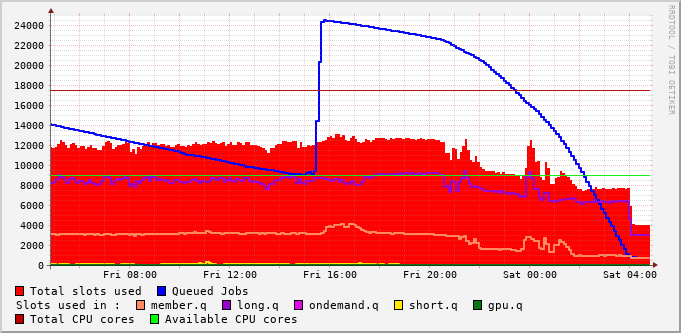 RRDTOOL / TOBI OETIKER
24000
22000
20000
18000
16000
14000
12000
10000
8000
6000
4000
2000
0
Fri 08:00 Fri 12:00 Fri 16:00 Fri 20:00 Sat 00:00 Sat 04:00
Total slots used Queued Jobs
Slots used in : member.q long.q ondemand.q short.q gpu.q
Total CPU cores Available CPU cores